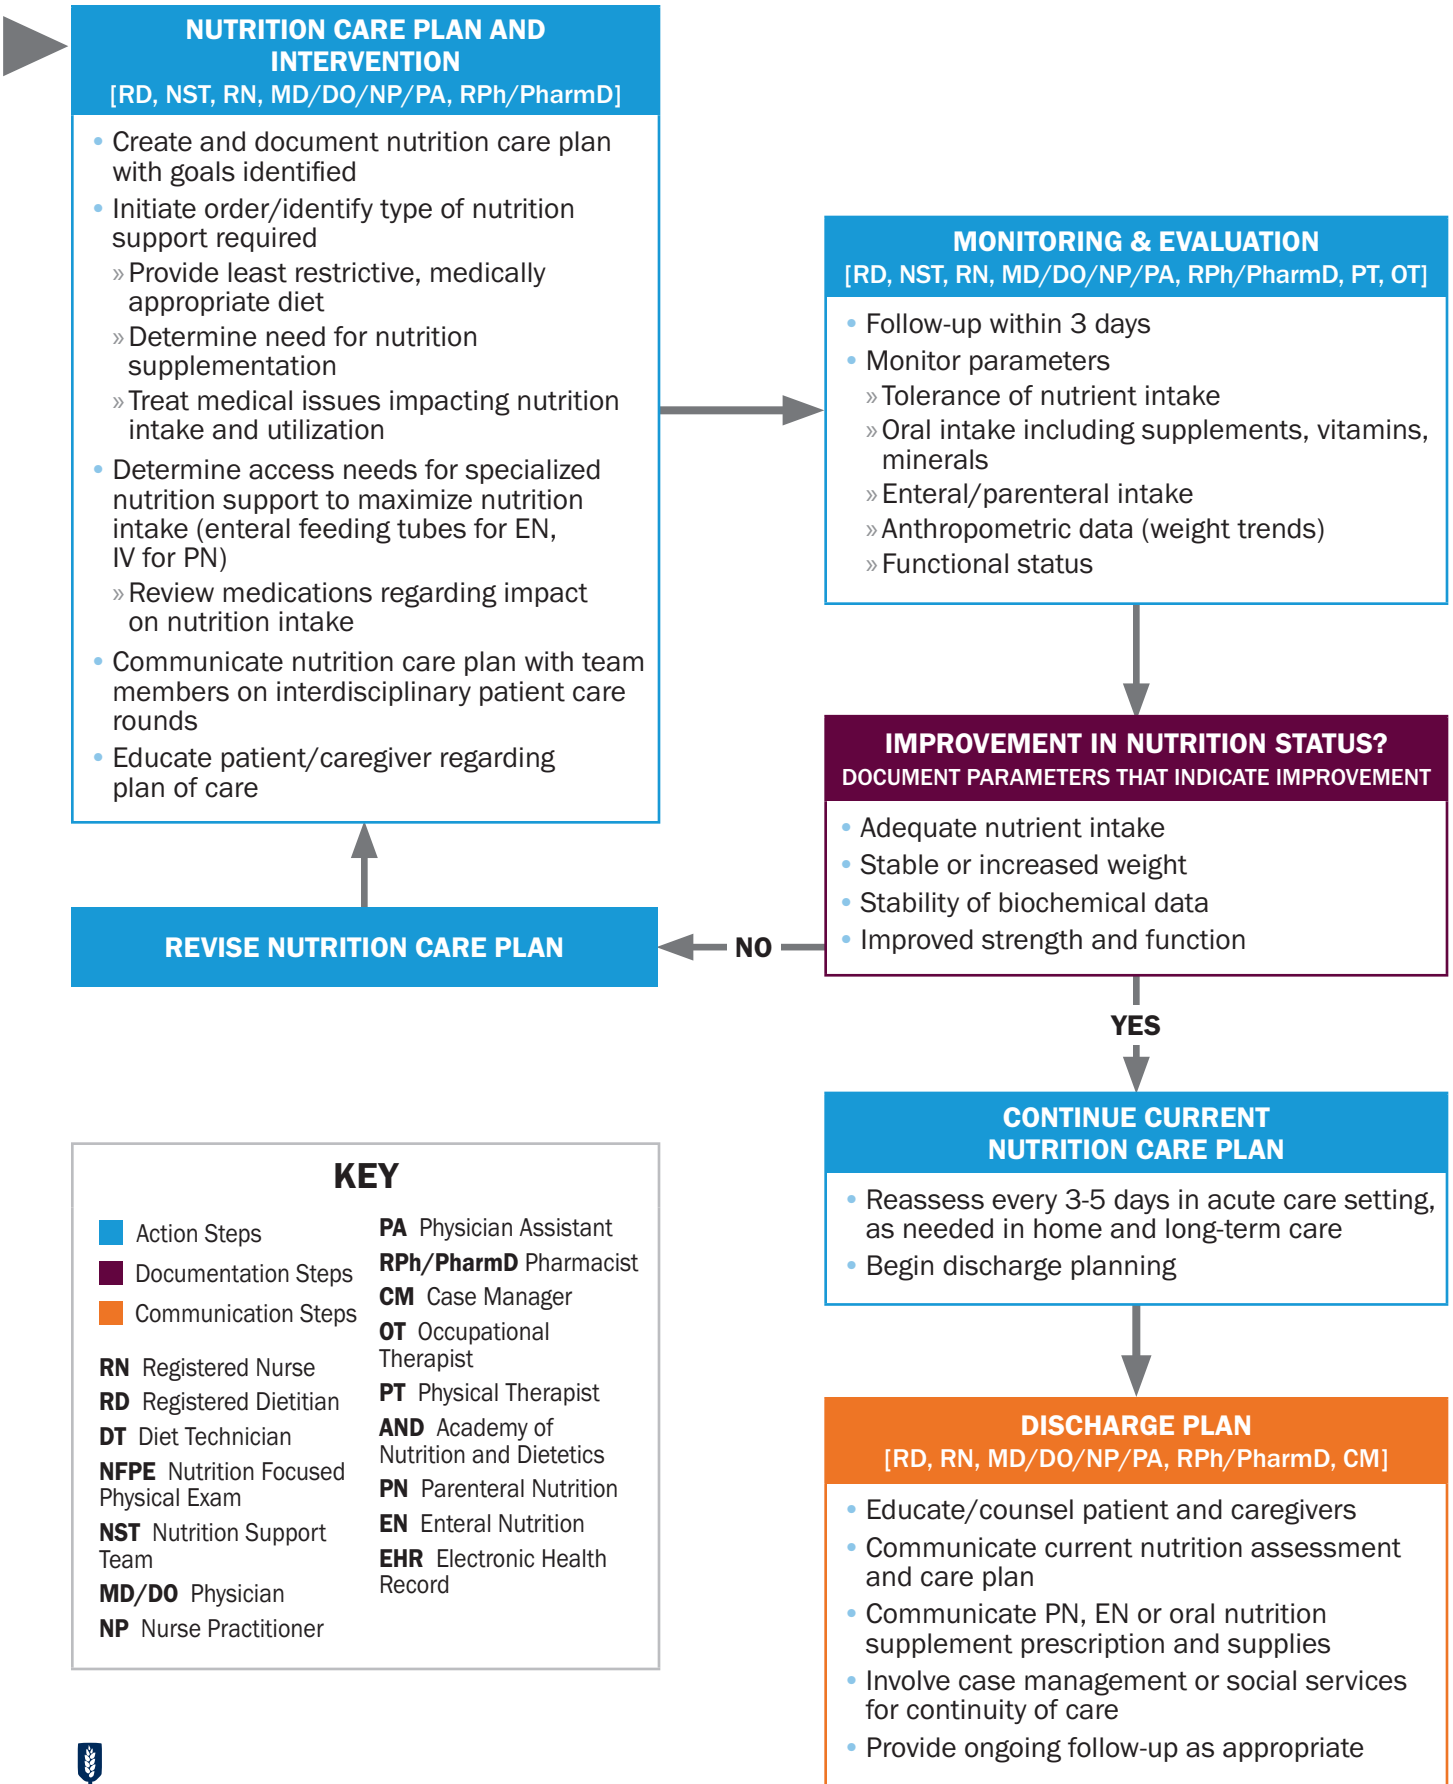 NUTRITION CARE PLAN AND
INTERVENTION
[RD, NST, RN, MD/DO/NP/PA, RPh/PharmD]
• Create and document nutrition care plan
with goals identified
• Initiate order/identify type of nutrition
support required
» Provide least restrictive, medically
appropriate diet
» Determine need for nutrition
supplementation
» Treat medical issues impacting nutrition
intake and utilization
• Determine access needs for specialized
nutrition support to maximize nutrition
intake (enteral feeding tubes for EN,
IV for PN)
» Review medications regarding impact
on nutrition intake
• Communicate nutrition care plan with team
members on interdisciplinary patient care
rounds
• Educate patient/caregiver regarding
plan of care
MONITORING & EVALUATION
[RD, NST, RN, MD/DO/NP/PA, RPh/PharmD, PT, OT]
• Follow-up within 3 days
• Monitor parameters
» Tolerance of nutrient intake
» Oral intake including supplements, vitamins,
minerals
» Enteral/parenteral intake
» Anthropometric data (weight trends)
» Functional status
IMPROVEMENT IN NUTRITION STATUS?
DOCUMENT PARAMETERS THAT INDICATE IMPROVEMENT
• Adequate nutrient intake
• Stable or increased weight
• Stability of biochemical data
• Improved strength and function
NO
REVISE NUTRITION CARE PLAN
YES
CONTINUE CURRENT
NUTRITION CARE PLAN
• Reassess every 3-5 days in acute care setting,
as needed in home and long-term care
• Begin discharge planning
DISCHARGE PLAN
[RD, RN, MD/DO/NP/PA, RPh/PharmD, CM]
• Educate/counsel patient and caregivers
• Communicate current nutrition assessment
and care plan
• Communicate PN, EN or oral nutrition
supplement prescription and supplies
• Involve case management or social services
for continuity of care
• Provide ongoing follow-up as appropriate
KEY
Action Steps
Documentation Steps
Communication Steps
RN Registered Nurse
RD Registered Dietitian
DT Diet Technician
NFPE Nutrition Focused
Physical Exam
NST Nutrition Support
Team
MD/DO Physician
NP Nurse Practitioner
PA Physician Assistant
RPh/PharmD Pharmacist
CM Case Manager
OT Occupational
Therapist
PT Physical Therapist
AND Academy of
Nutrition and Dietetics
PN Parenteral Nutrition
EN Enteral Nutrition
EHR Electronic Health
Record